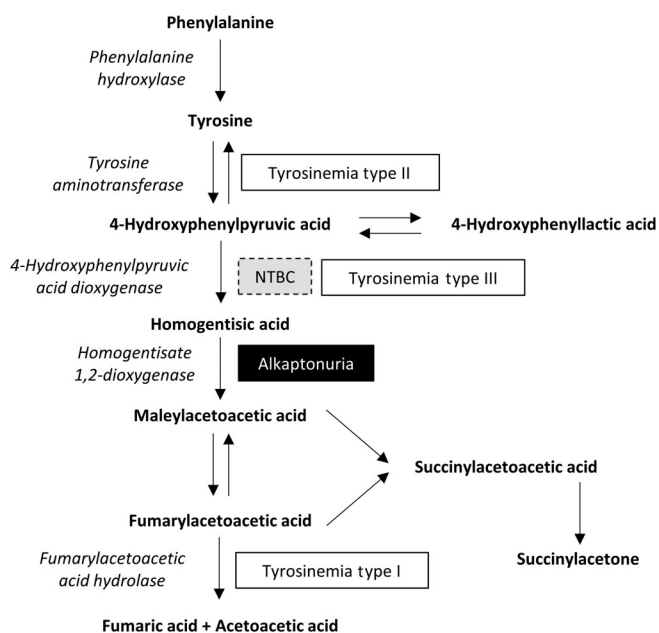 Phenylalanine
Phenylalanine
hydroxylase
Tyrosine
Tyrosine
aminotransferase
Tyrosinemia type II
4-Hydroxyphenylpyruvic acid
4-Hydroxyphenyllactic acid
4-Hydroxyphenylpyruvic
acid dioxygenase
NTBC
Tyrosinemia type III
Homogentisic acid
Homogentisate
1,2-dioxygenase
Alkaptonuria
Maleylacetoacetic acid
Succinylacetoacetic acid
Fumarylacetoacetic acid
Fumarylacetoacetic
acid hydrolase
Tyrosinemia type I
Succinylacetone
Fumaric acid + Acetoacetic acid